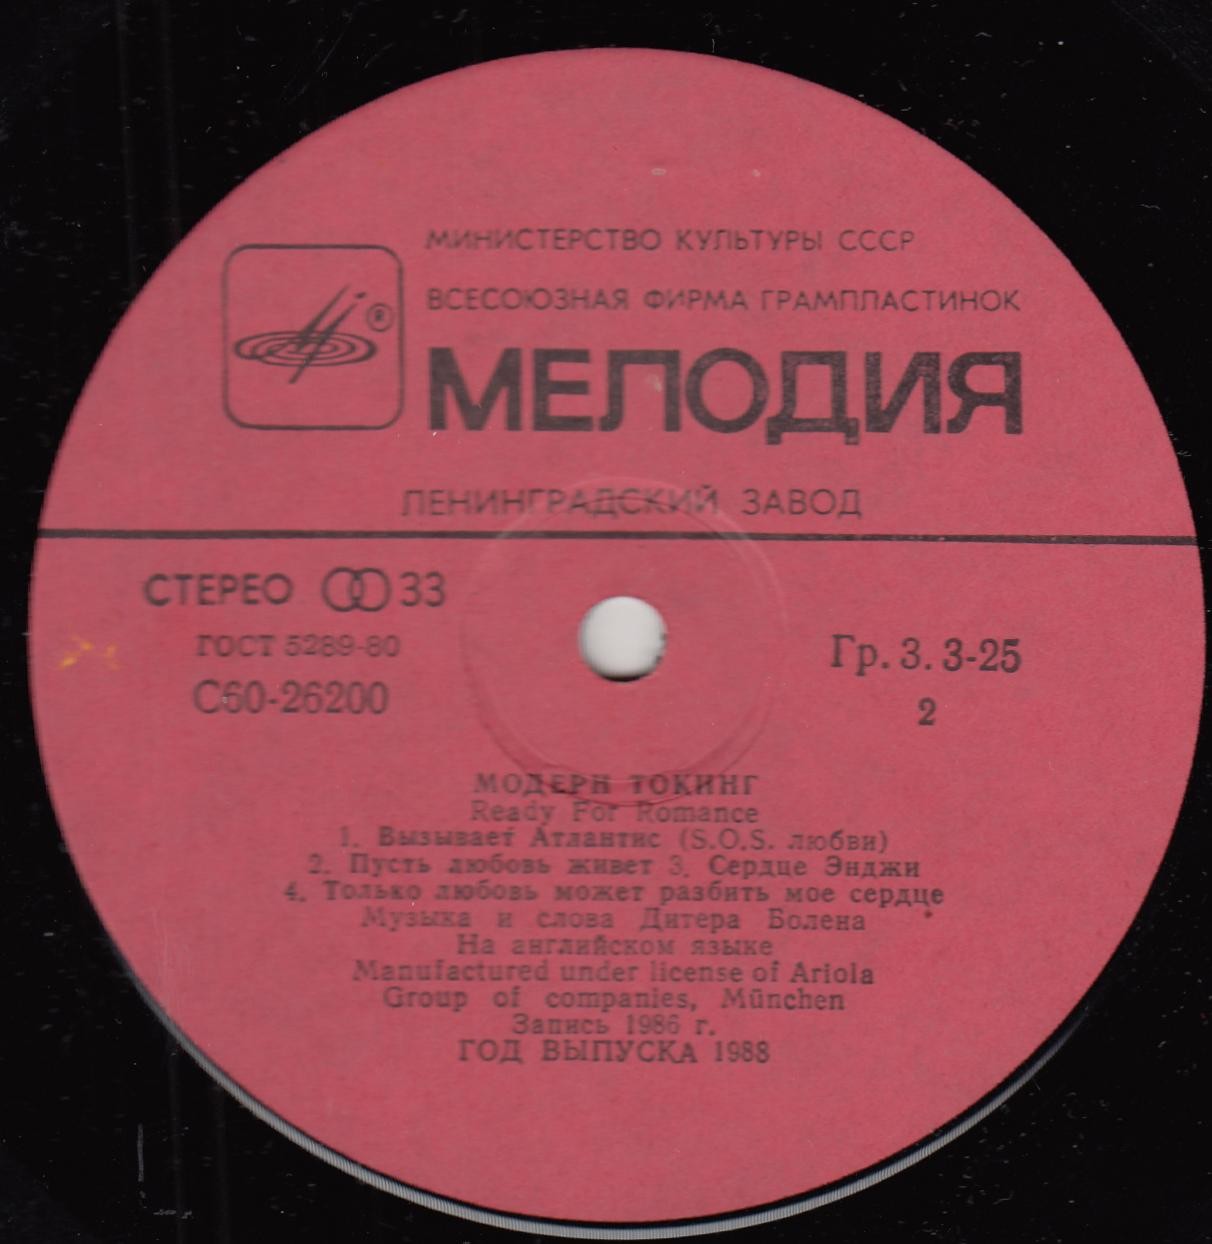 МИНИСТЕРСТВО КУЛЬТУРЫ СССР
ВСЕСОЮЗНАЯ ФИРМА ГРАМПЛАСТИНОК
®
МЕЛОДИЯ
ЛЕНИНГРАДСКИЙ ЗАВОД
СТЕРЕО 33
ГОСТ 5289-80
С60-26200
Гр. 3. 3-25
2
МОДЕРН ТОКИНГ
Ready For Romance
1. Вызывает Атлантис (S.O.S. любви)
2. Пусть любовь живет 3. Сердце Энджи
4. Только любовь может разбить мое сердце
Музыка и слова Дитера Болена
На английском языке
Manufactured under license of Ariola
Group of companies, München
Запись 1986 г.
ГОД ВЫПУСКА 1988